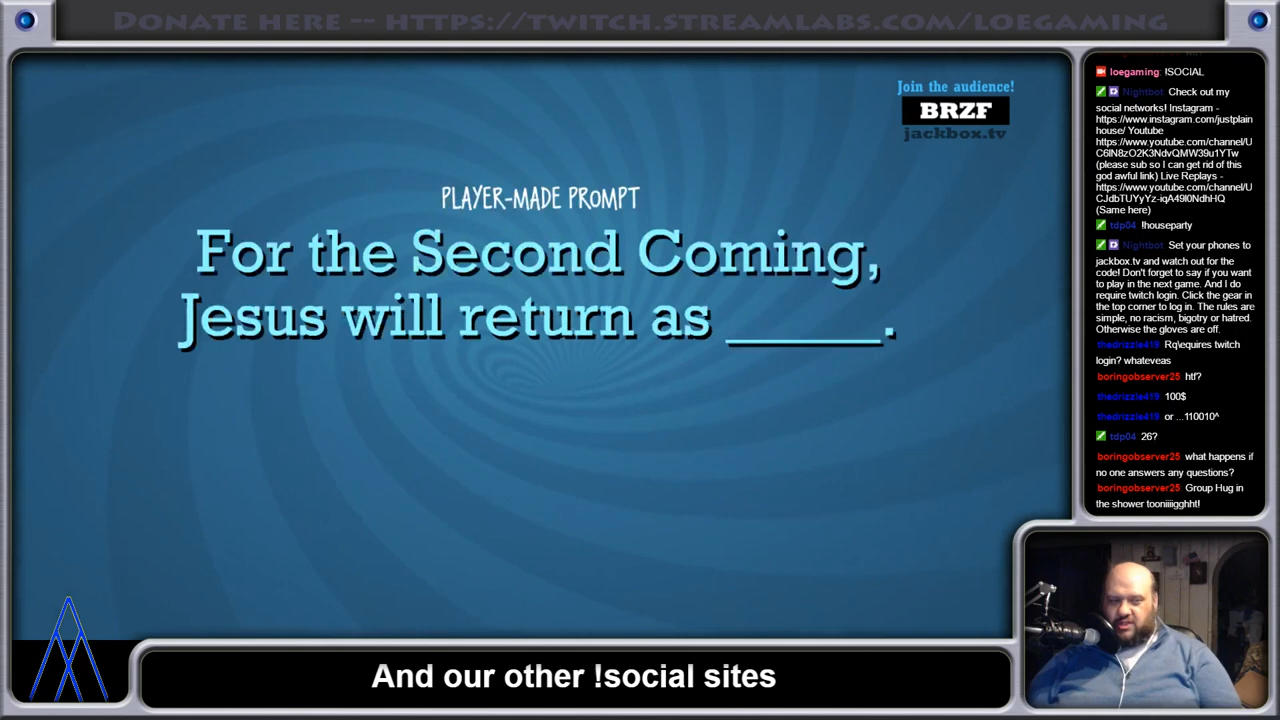 Donate here -- https://twitch.streamlabs.com/loegaming
Join the audience!
BRZF
jackbox.tv
PLAYER-MADE PROMPT
For the Second Coming,
Jesus will return as ______.
And our other !social sites
loegaming: !SOCIAL
Nightbot: Check out my
social networks! Instagram -
https://www.instagram.com/justplain
house/ Youtube
https://www.youtube.com/channel/U
C6lN8zO2K3NdvQMW39u1YTw
(please sub so I can get rid of this
god awful link) Live Replays -
https://www.youtube.com/channel/U
CJdbTUYyYz-iqA49I0NdhHQ
(Same here)
tdp04: !houseparty
Nightbot: Set your phones to
jackbox.tv and watch out for the
code! Don't forget to say if you want
to play in the next game. And I do
require twitch login. Click the gear in
the top corner to log in. The rules are
simple, no racism, bigotry or hatred.
Otherwise the gloves are off.
thedrizzle419: Rq\equires twitch
login? whateveas
boringobserver25: htf?
thedrizzle419: 100$
thedrizzle419: or ...110010^
tdp04: 26?
boringobserver25: what happens if
no one answers any questions?
boringobserver25: Group Hug in
the shower tooniiiigghht!